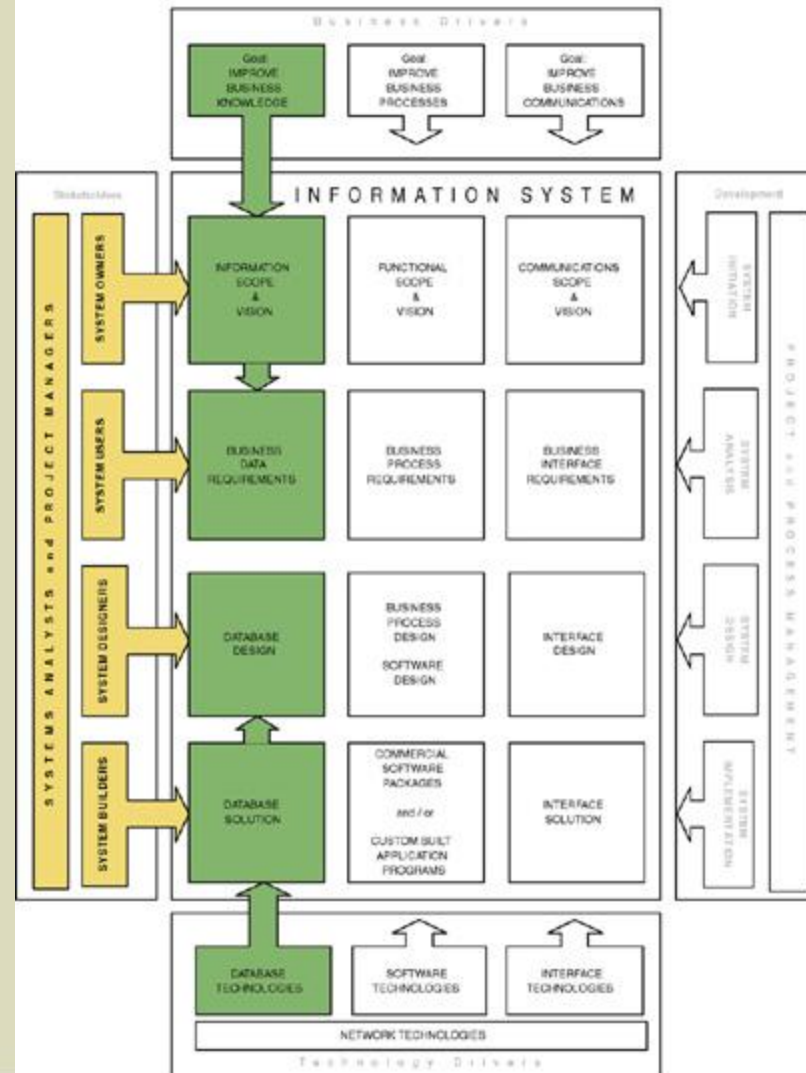 Business Drivers
Goal:
IMPROVE
BUSINESS
KNOWLEDGE
Goal:
IMPROVE
BUSINESS
PROCESSES
Goal:
IMPROVE
BUSINESS
COMMUNICATIONS
Stakeholders
INFORMATION SYSTEM
Development
SYSTEMS ANALYSTS and PROJECT MANAGERS
SYSTEM OWNERS
INFORMATION
SCOPE
&
VISION
FUNCTIONAL
SCOPE
&
VISION
COMMUNICATIONS
SCOPE
&
VISION
SYSTEM
INITIATION
PROJECT and PROCESS MANAGEMENT
SYSTEM USERS
BUSINESS
DATA
REQUIREMENTS
BUSINESS
PROCESS
REQUIREMENTS
BUSINESS
INTERFACE
REQUIREMENTS
SYSTEM
ANALYSIS
SYSTEM DESIGNERS
DATABASE
DESIGN
BUSINESS
PROCESS
DESIGN
SOFTWARE
DESIGN
INTERFACE
DESIGN
SYSTEM
DESIGN
SYSTEM BUILDERS
DATABASE
SOLUTION
COMMERCIAL
SOFTWARE
PACKAGES
and / or
CUSTOM BUILT
APPLICATION
PROGRAMS
INTERFACE
SOLUTION
SYSTEM
IMPLEMENTATION
DATABASE
TECHNOLOGIES
SOFTWARE
TECHNOLOGIES
INTERFACE
TECHNOLOGIES
NETWORK TECHNOLOGIES
Technology Drivers